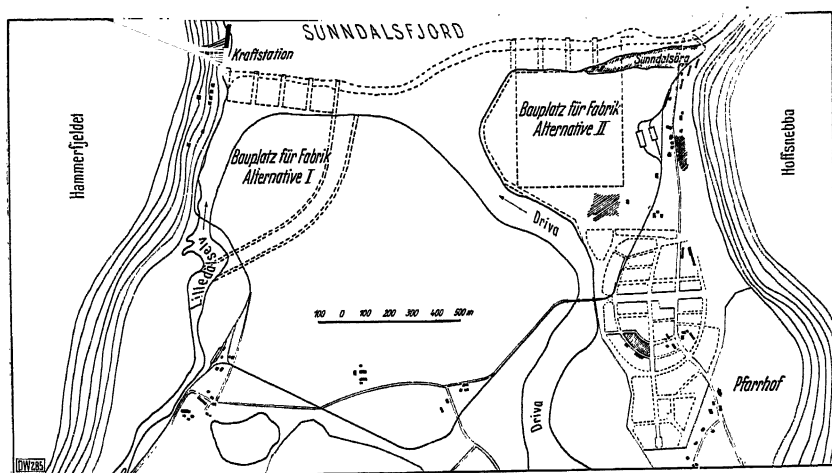 SUNNDALSFJORD
Kraftstation
Sunndalsöra
Bauplatz für Fabrik
Alternative I
Bauplatz für Fabrik
Alternative II
Hammerfjeldet
Hoffsnebba
Lilledalselv
Driva
100 0 100 200 300 400 500 m
Pfarrhof
Driva
DW285